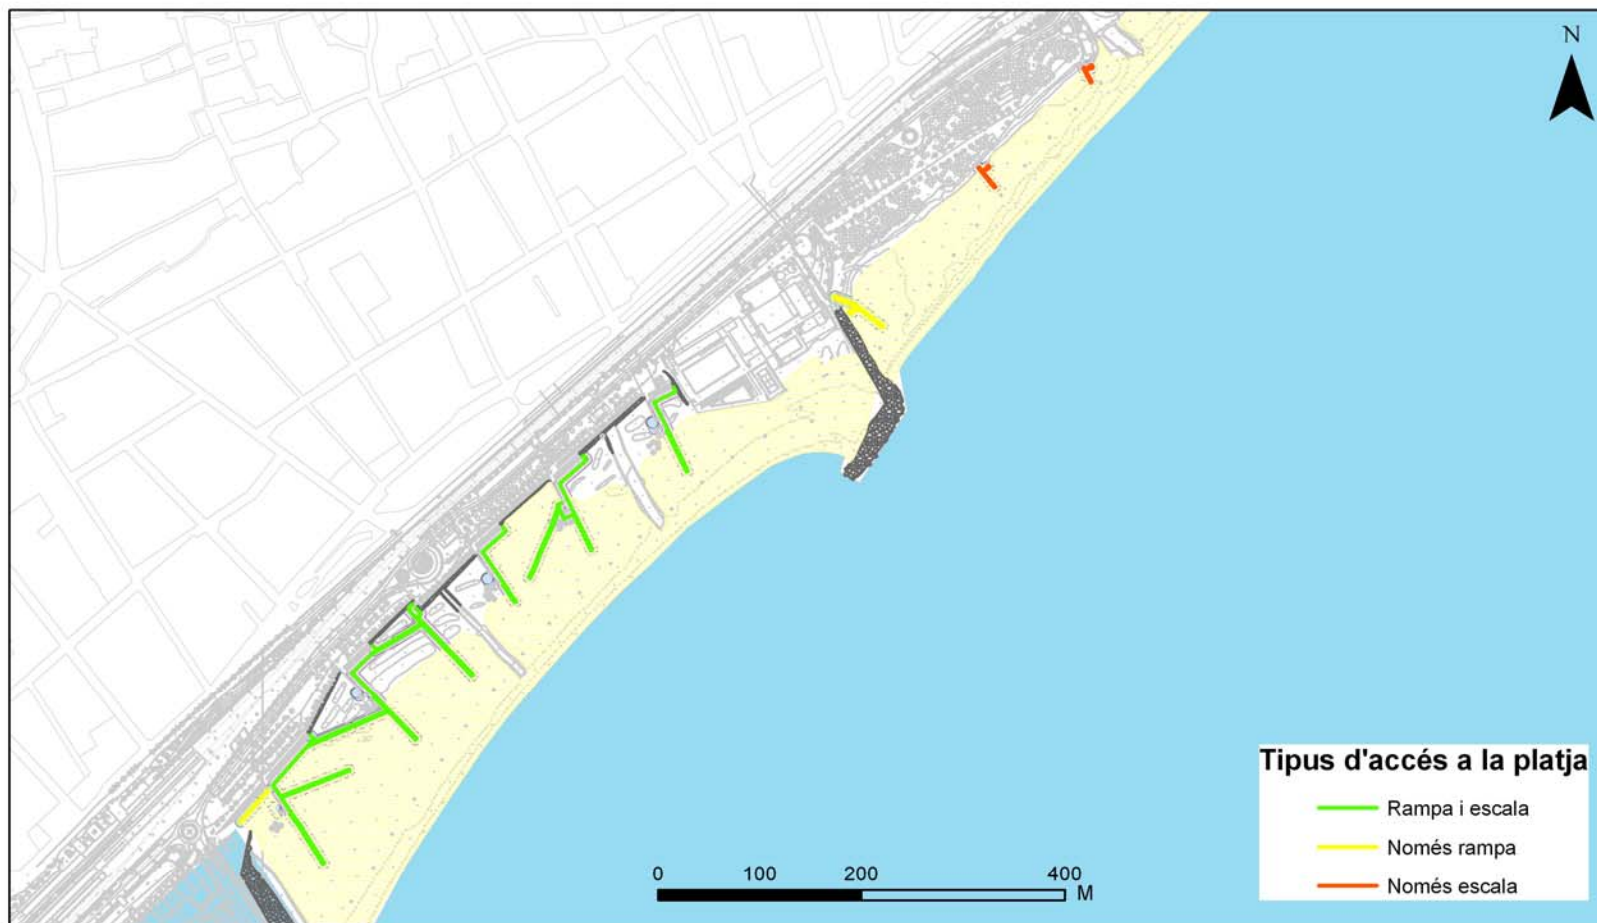 N
Tipus d'accés a la platja
Rampa i escala
Només rampa
Només escala
0 100 200 400
M